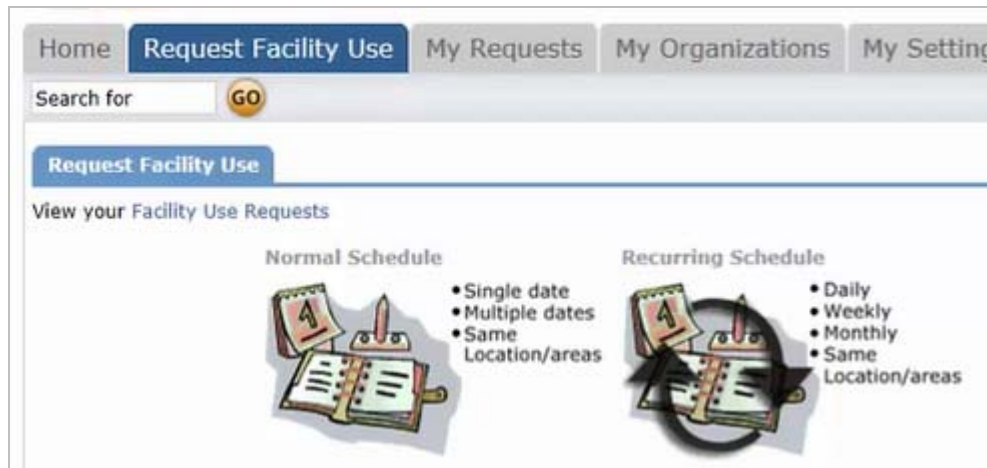 Home Request Facility Use My Requests My Organizations My Setting
Search for GO
Request Facility Use
View your Facility Use Requests
Normal Schedule
Single date
Multiple dates
Same
Location/areas
Recurring Schedule
Daily
Weekly
Monthly
Same
Location/areas
1
1